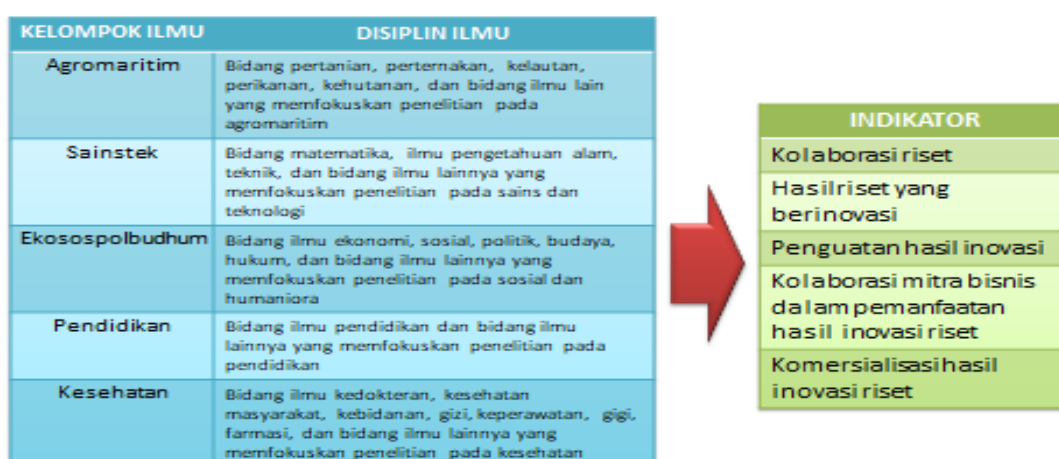 KELOMPOK ILMU
DISIPLIN ILMU
Agromaritim
Bidang pertanian, perternakan, kelautan,
perikanan, kehutanan, dan bidang ilmu lain
yang memfokuskan penelitian pada
agromaritim
Sainstek
Bidang matematika, ilmu pengetahuan alam,
teknik, dan bidang ilmu lainnya yang
memfokuskan penelitian pada sains dan
teknologi
Ekosospolbudhum
Bidang ilmu ekonomi, sosial, politik, budaya,
hukum, dan bidang ilmu lainnya yang
memfokuskan penelitian pada sosial dan
humaniora
Pendidikan
Bidang ilmu pendidikan dan bidang ilmu
lainnya yang memfokuskan penelitian pada
pendidikan
Kesehatan
Bidang ilmu kedokteran, kesehatan
masyarakat, kebidanan, gizi, keperawatan, gigi,
farmasi, dan bidang ilmu lainnya yang
memfokuskan penelitian pada kesehatan
INDIKATOR
Kolaborasi riset
Hasil riset yang
berinovasi
Penguatan hasil inovasi
Kolaborasi mitra bisnis
dalam pemanfaatan
hasil inovasi riset
Komersialisasi hasil
inovasi riset